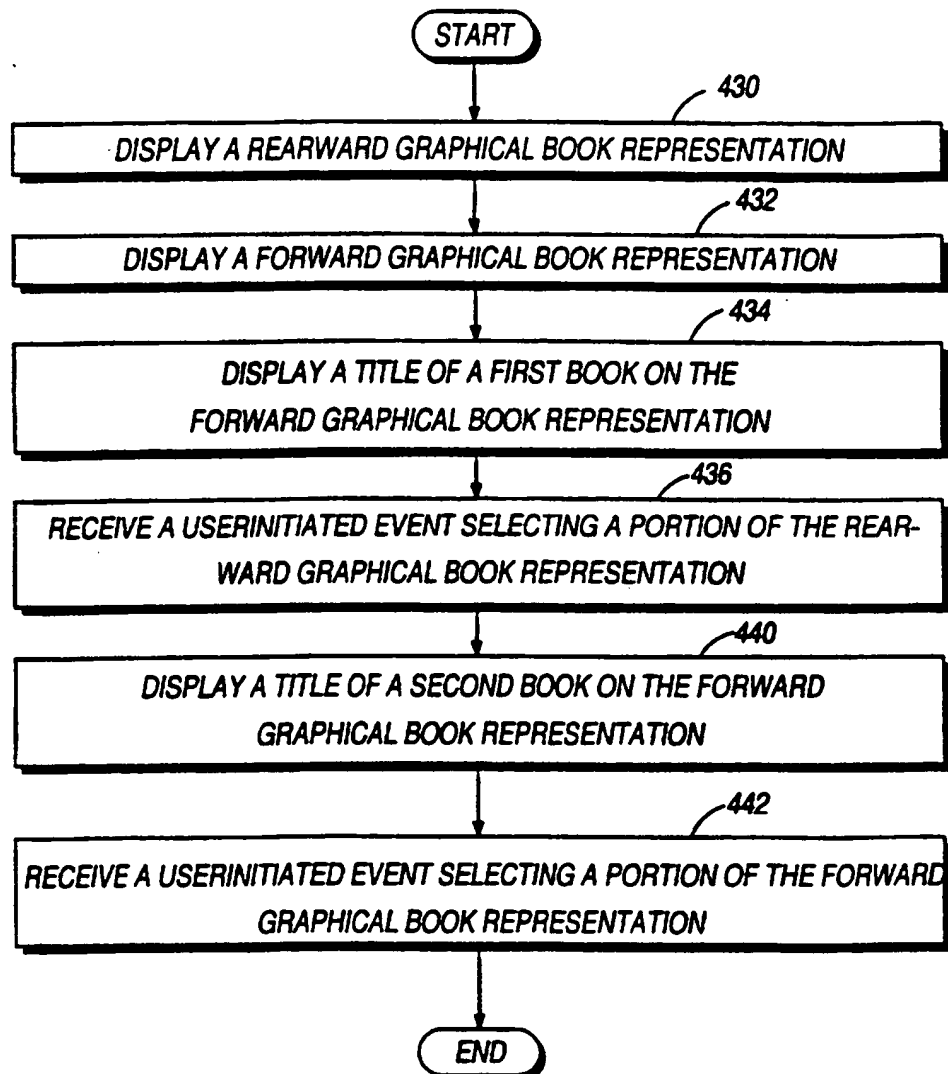 START
430
DISPLAY A REARWARD GRAPHICAL BOOK REPRESENTATION
432
DISPLAY A FORWARD GRAPHICAL BOOK REPRESENTATION
434
DISPLAY A TITLE OF A FIRST BOOK ON THE
FORWARD GRAPHICAL BOOK REPRESENTATION
436
RECEIVE A USERINITIATED EVENT SELECTING A PORTION OF THE REAR-
WARD GRAPHICAL BOOK REPRESENTATION
440
DISPLAY A TITLE OF A SECOND BOOK ON THE FORWARD
GRAPHICAL BOOK REPRESENTATION
442
RECEIVE A USERINITIATED EVENT SELECTING A PORTION OF THE FORWARD
GRAPHICAL BOOK REPRESENTATION
END